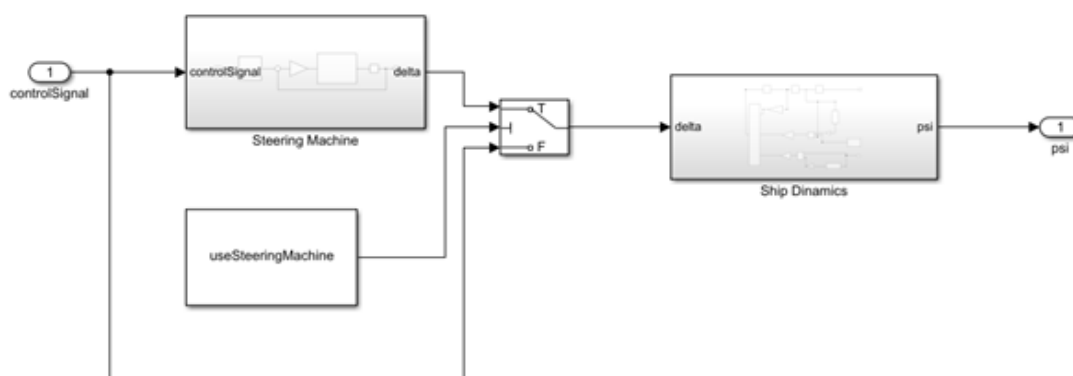 1
controlSignal
controlSignal
delta
Steering Machine
useSteeringMachine
T
F
delta
psi
Ship Dinamics
1
psi